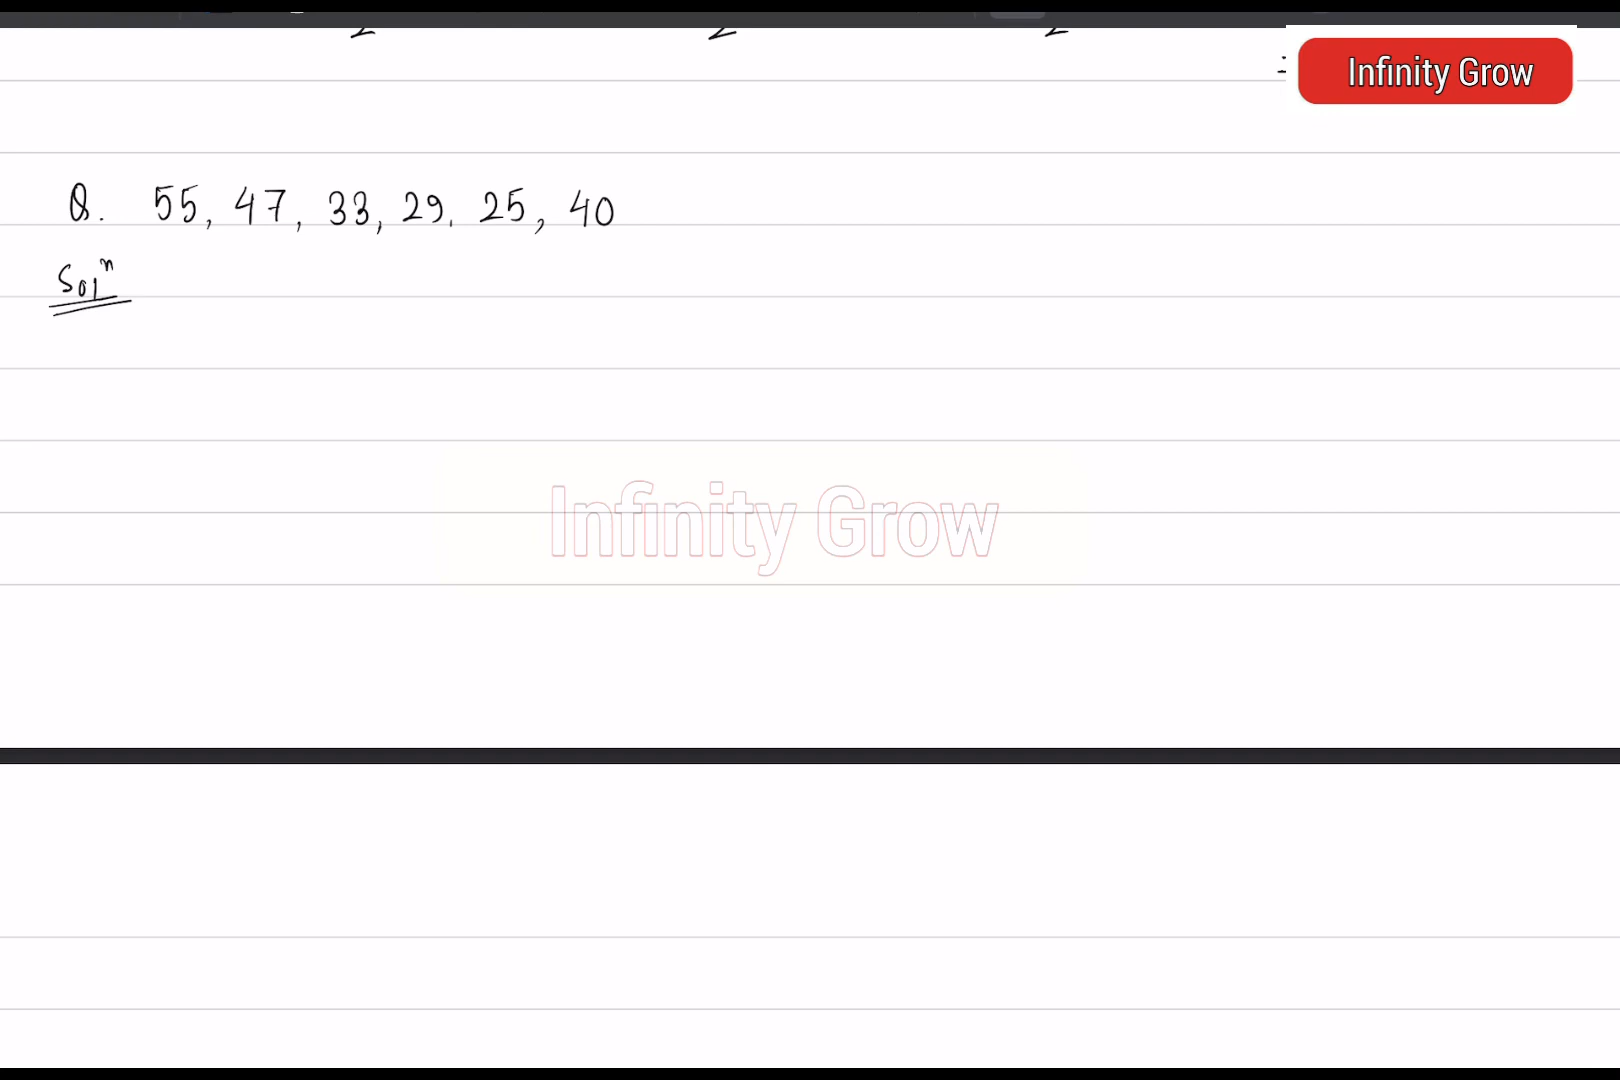 Infinity Grow
Q. 55, 47, 33, 29, 25, 40
Solⁿ
Infinity Grow